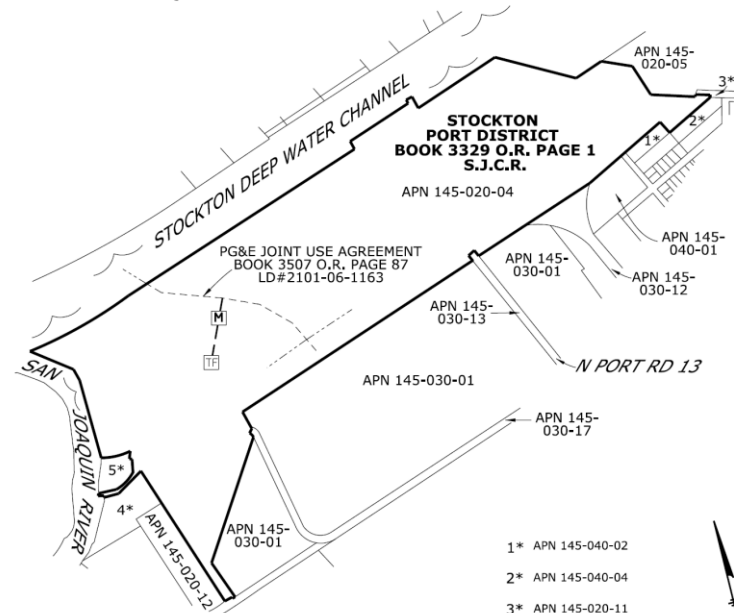 APN 145-
020-05
3*
STOCKTON DEEP WATER CHANNEL
STOCKTON
PORT DISTRICT
BOOK 3329 O.R. PAGE 1
S.J.C.R.
2*
1*
APN 145-020-04
PG&E JOINT USE AGREEMENT
BOOK 3507 O.R. PAGE 87
LD#2101-06-1163
APN 145-
040-01
APN 145-
030-01
APN 145-
030-12
APN 145-
030-13
M
TF
N PORT RD 13
SAN JOAQUIN RIVER
APN 145-030-01
APN 145-
030-17
5*
4*
APN 145-020-12
APN 145-
030-01
1* APN 145-040-02
2* APN 145-040-04
3* APN 145-020-11